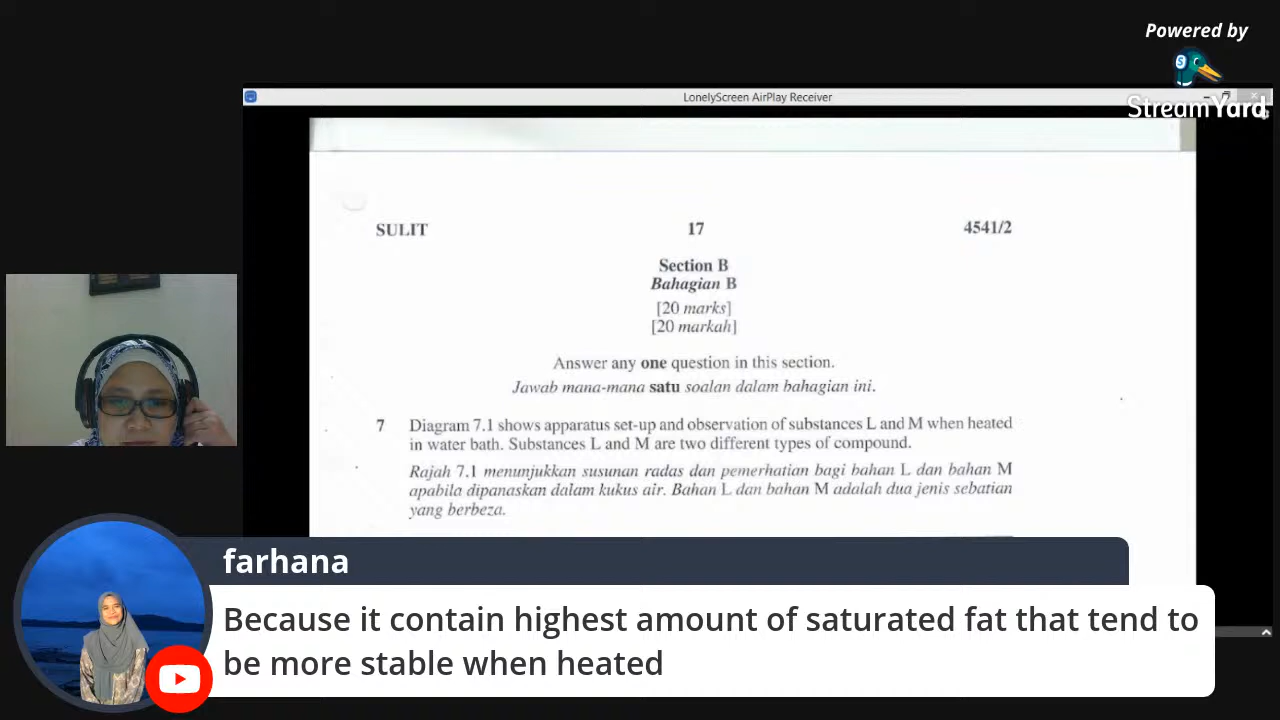 Powered by
StreamYard
LonelyScreen AirPlay Receiver
SULIT
17
4541/2
Section B
Bahagian B
[20 marks]
[20 markah]
Answer any one question in this section.
Jawab mana-mana satu soalan dalam bahagian ini.
7
Diagram 7.1 shows apparatus set-up and observation of substances L and M when heated
in water bath. Substances L and M are two different types of compound.
Rajah 7.1 menunjukkan susunan radas dan pemerhatian bagi bahan L dan bahan M
apabila dipanaskan dalam kukus air. Bahan L dan bahan M adalah dua jenis sebatian
yang berbeza.
farhana
Because it contain highest amount of saturated fat that tend to
be more stable when heated